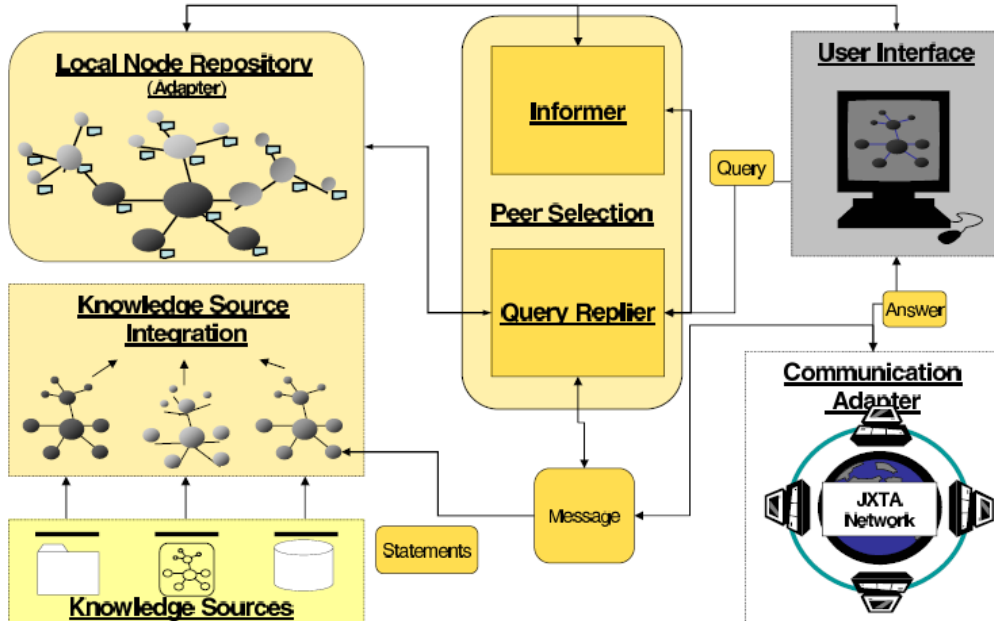 Local Node Repository
(Adapter)
Informer
Peer Selection
Query Replier
User Interface
Query
Knowledge Source
Integration
Answer
Communication
Adapter
JXTA
Network
Message
Statements
Knowledge Sources